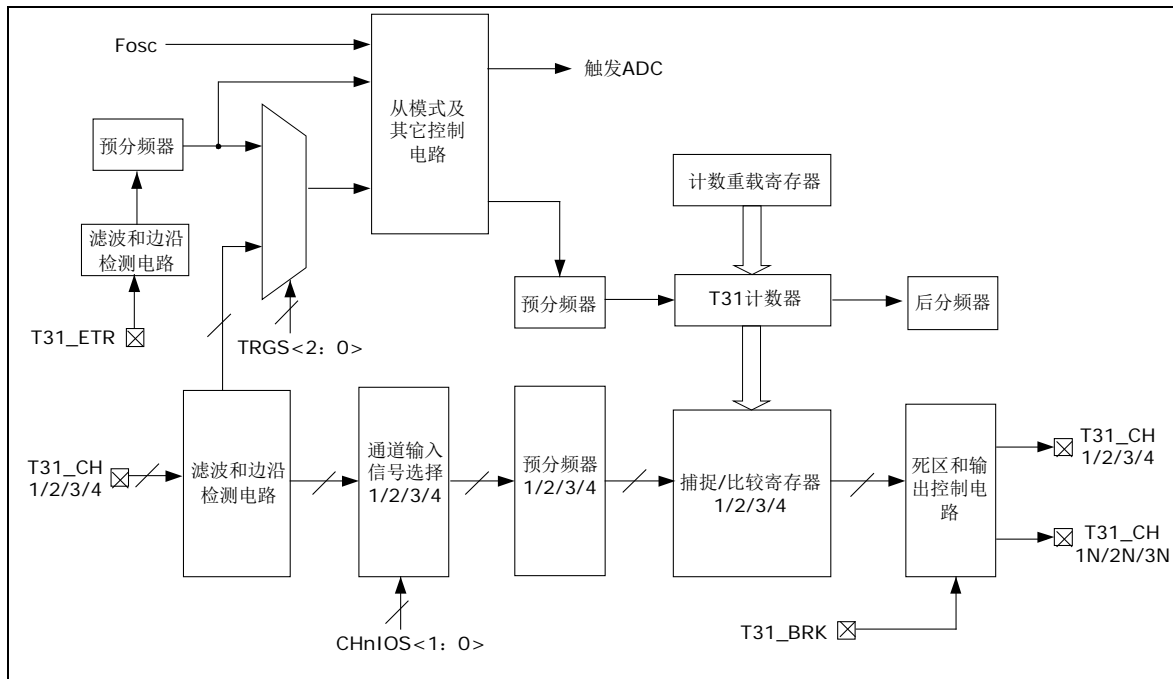 Fosc
触发ADC
从模式及
其它控制
电路
预分频器
计数重载寄存器
滤波和边沿
检测电路
预分频器
T31计数器
后分频器
T31_ETR
TRGS<2：0>
T31_CH
1/2/3/4
滤波和边沿
检测电路
通道输入
信号选择
1/2/3/4
预分频器
1/2/3/4
捕捉/比较寄存器
1/2/3/4
死区和输
出控制电
路
T31_CH
1/2/3/4
T31_CH
1N/2N/3N
T31_BRK
CHnIOS<1：0>